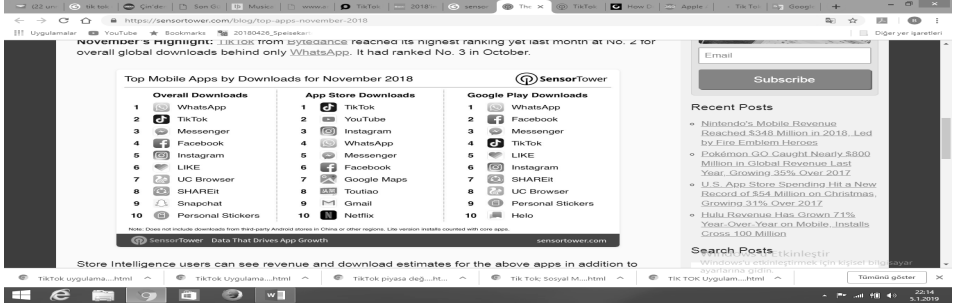 https://sensortower.com/blog/top-apps-november-2018
Uygulamalar YouTube Bookmarks 20180426_Speisekar Diğer yer işaretleri
November's Highlight: TikTok from Bytedance reached its highest ranking yet last month at No. 2 for
overall global downloads behind only WhatsApp. It had ranked No. 3 in October.
Top Mobile Apps by Downloads for November 2018 SensorTower
Overall Downloads App Store Downloads Google Play Downloads
1 WhatsApp 1 TikTok 1 WhatsApp
2 TikTok 2 YouTube 2 Facebook
3 Messenger 3 Instagram 3 Messenger
4 Facebook 4 WhatsApp 4 TikTok
5 Instagram 5 Messenger 5 LIKE
6 LIKE 6 Facebook 6 Instagram
7 UC Browser 7 Google Maps 7 SHAREit
8 SHAREit 8 Toutiao 8 UC Browser
9 Snapchat 9 Gmail 9 Personal Stickers
10 Personal Stickers 10 Netflix 10 Helo
Note: Does not include downloads from third-party Android stores in China or other regions. Lite version installs counted with core apps.
SensorTower Data That Drives App Growth sensortower.com
Store Intelligence users can see revenue and download estimates for the above apps in addition to
Email
Subscribe
Recent Posts
Nintendo's Mobile Revenue
Reached $348 Million in 2018, Led
by Fire Emblem Heroes
Pokémon GO Caught Nearly $800
Million in Global Revenue Last
Year, Growing 35% Over 2017
U.S. App Store Spending Hit a New
Record of $54 Million on Christmas,
Growing 31% Over 2017
Hulu Revenue Has Grown 71%
Year-Over-Year on Mobile, Installs
Cross 100 Million
Search Posts
Windows'u Etkinleştir
Windows'u etkinleştirmek için kişisel bilgisayar
ayarlarına gidin.
TikTok uygulama....html TikTok Uygulama....html TikTok piyasa değ....ht... Tik Tok; Sosyal M....html TIK TOK Uygulam....html Tümünü göster
22:14
5.1.2019